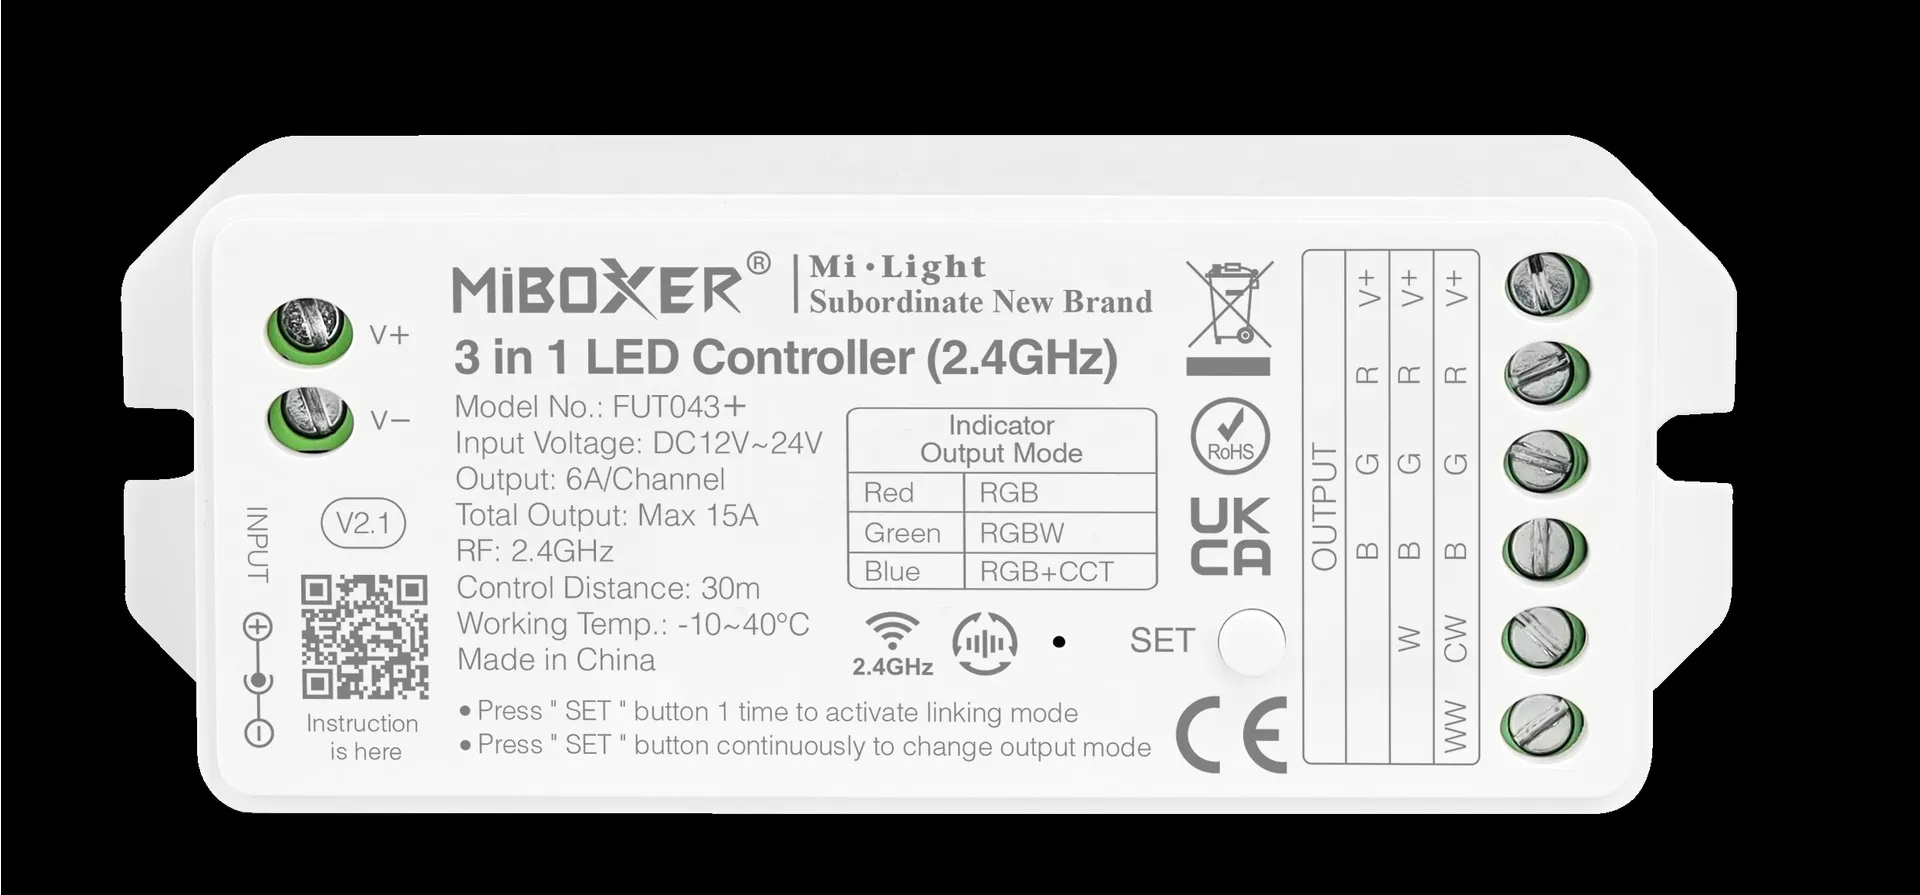 MiBOXER® | Mi·Light
Subordinate New Brand
3 in 1 LED Controller (2.4GHz)
Model No.: FUT043+
Input Voltage: DC12V~24V
Output: 6A/Channel
Total Output: Max 15A
RF: 2.4GHz
Control Distance: 30m
Working Temp.: -10~40°C
Made in China
• Press " SET " button 1 time to activate linking mode
• Press " SET " button continuously to change output mode
V+
V−
INPUT
V2.1
Instruction
is here
Indicator
Output Mode
Red RGB
Green RGBW
Blue RGB+CCT
2.4GHz
SET
RoHS
UK
CA
CE
OUTPUT
V+ V+ V+
R R R
G G G
B B B
W CW
WW